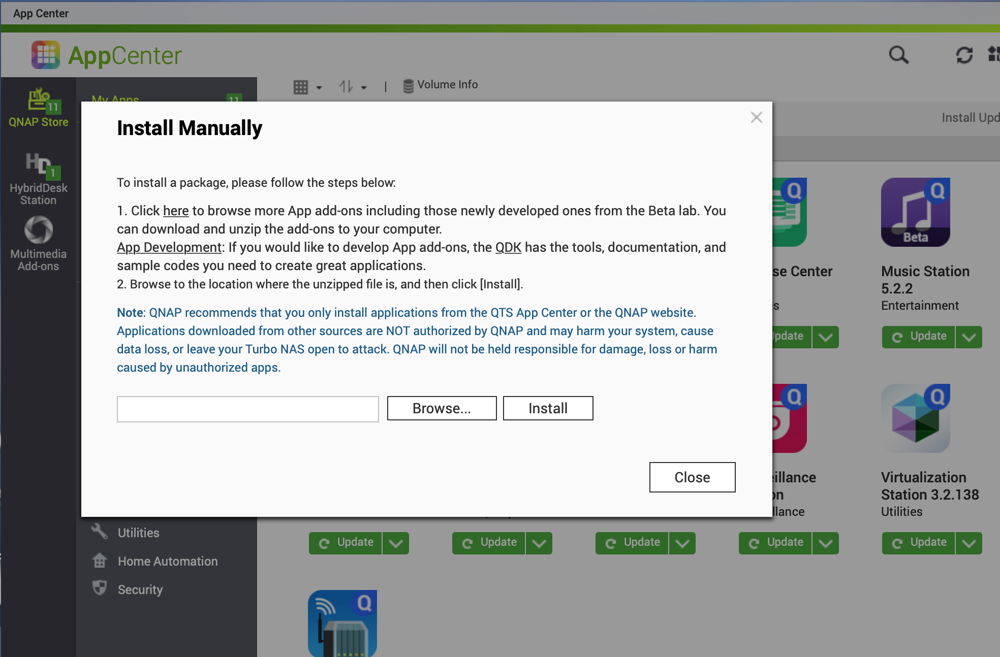 App Center
AppCenter
Volume Info
My Apps 11
11
QNAP Store
Install Manually
Install Upd
1
HybridDesk
Station
Multimedia
Add-ons
To install a package, please follow the steps below:
1. Click here to browse more App add-ons including those newly developed ones from the Beta lab. You
can download and unzip the add-ons to your computer.
App Development: If you would like to develop App add-ons, the QDK has the tools, documentation, and
sample codes you need to create great applications.
2. Browse to the location where the unzipped file is, and then click [Install].
Note: QNAP recommends that you only install applications from the QTS App Center or the QNAP website.
Applications downloaded from other sources are NOT authorized by QNAP and may harm your system, cause
data loss, or leave your Turbo NAS open to attack. QNAP will not be held responsible for damage, loss or harm
caused by unauthorized apps.
Browse...
Install
Close
Q
Q
Beta
se Center
Music Station
5.2.2
s
Entertainment
Update
Update
Q
Q
illance
Virtualization
on
Station 3.2.138
llance
Utilities
Utilities
Home Automation
Security
Update
Update
Update
Update
Update
Q